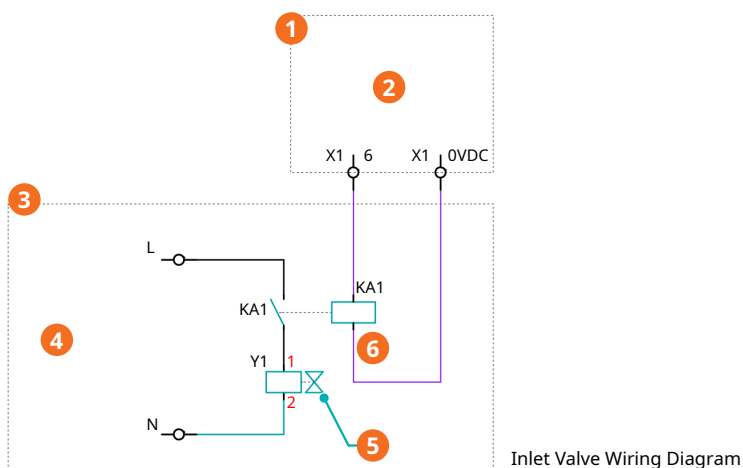 1
2
X1 6 X1 0VDC
3
L
KA1
KA1
4
6
Y1 1
2
N
5
Inlet Valve Wiring Diagram